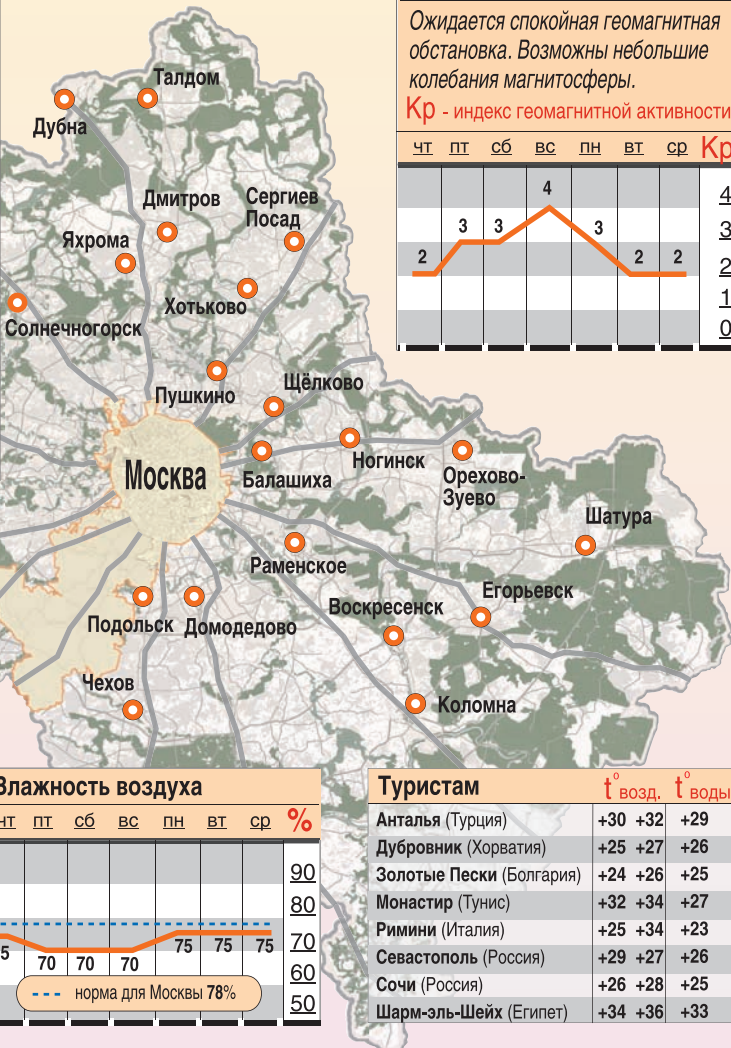 Ожидается спокойная геомагнитная
обстановка. Возможны небольшие
колебания магнитосферы.
Kp - индекс геомагнитной активности
чт пт сб вс пн вт ср Kp
4
3
2
1
0
2 3 3 4 3 2 2
Талдом
Дубна
Дмитров
Сергиев
Посад
Яхрома
Хотьково
Солнечногорск
Пушкино
Щёлково
Москва
Балашиха
Ногинск
Орехово-
Зуево
Шатура
Раменское
Воскресенск
Егорьевск
Подольск
Домодедово
Чехов
Коломна
Влажность воздуха
чт пт сб вс пн вт ср %
90
80
70
60
50
5 70 70 70 75 75 75
норма для Москвы 78%
Туристам t° возд. t° воды
Анталья (Турция) +30 +32 +29
Дубровник (Хорватия) +25 +27 +26
Золотые Пески (Болгария) +24 +26 +25
Монастир (Тунис) +32 +34 +27
Римини (Италия) +25 +34 +23
Севастополь (Россия) +29 +27 +26
Сочи (Россия) +26 +28 +25
Шарм-эль-Шейх (Египет) +34 +36 +33